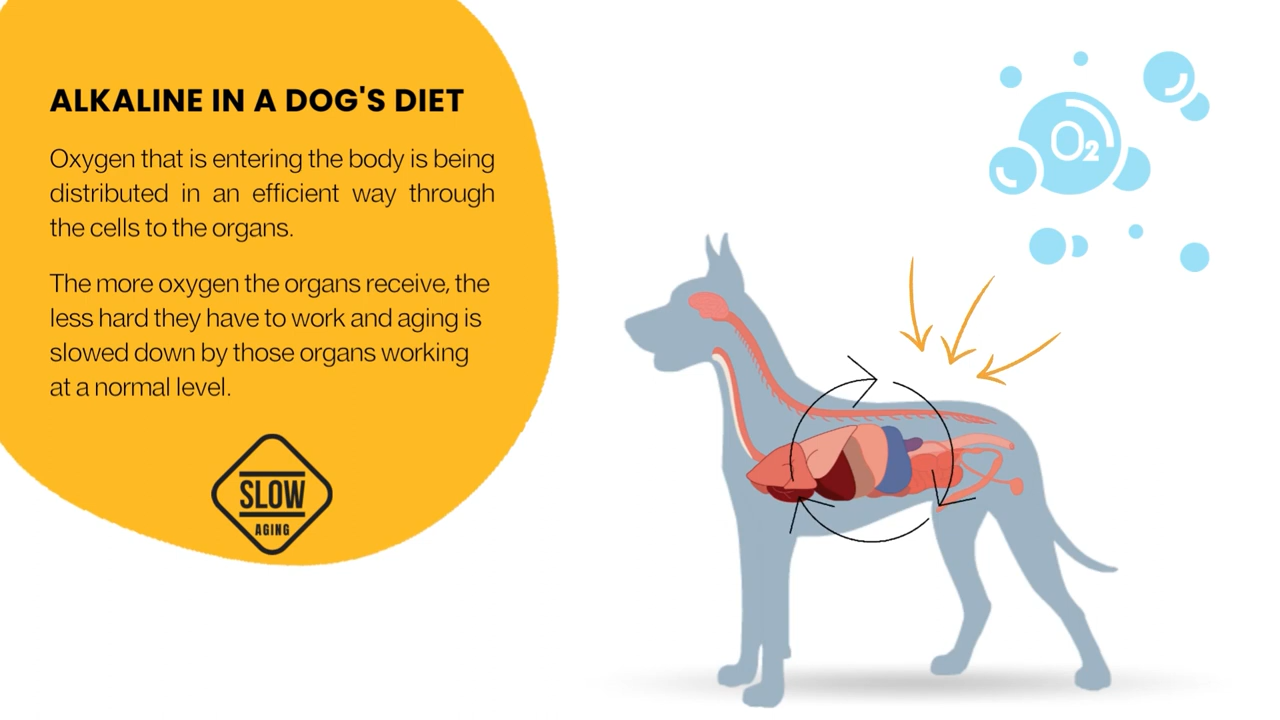 ALKALINE IN A DOG'S DIET
Oxygen that is entering the body is being
distributed in an efficient way through
the cells to the organs.
The more oxygen the organs receive, the
less hard they have to work and aging is
slowed down by those organs working
at a normal level.
SLOW
AGING
O₂